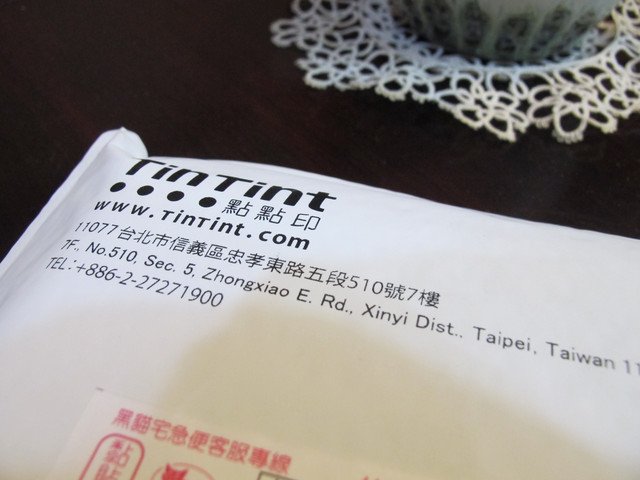 TinTint
點點印
www.TinTint.com
11077台北市信義區忠孝東路五段510號7樓
7F., No.510, Sec. 5, Zhongxiao E. Rd., Xinyi Dist., Taipei, Taiwan 11
TEL:+886-2-27271900
黑貓宅急便客服專線